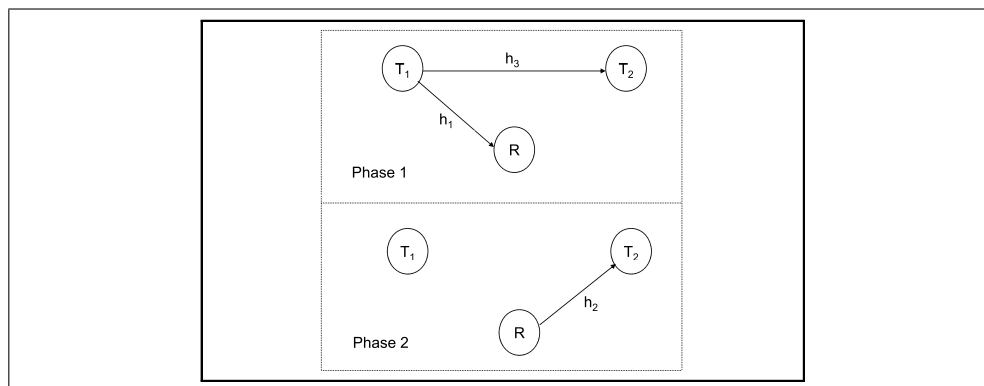 T₁ h₃ T₂
h₁
R
Phase 1
T₁ T₂
h₂
R
Phase 2